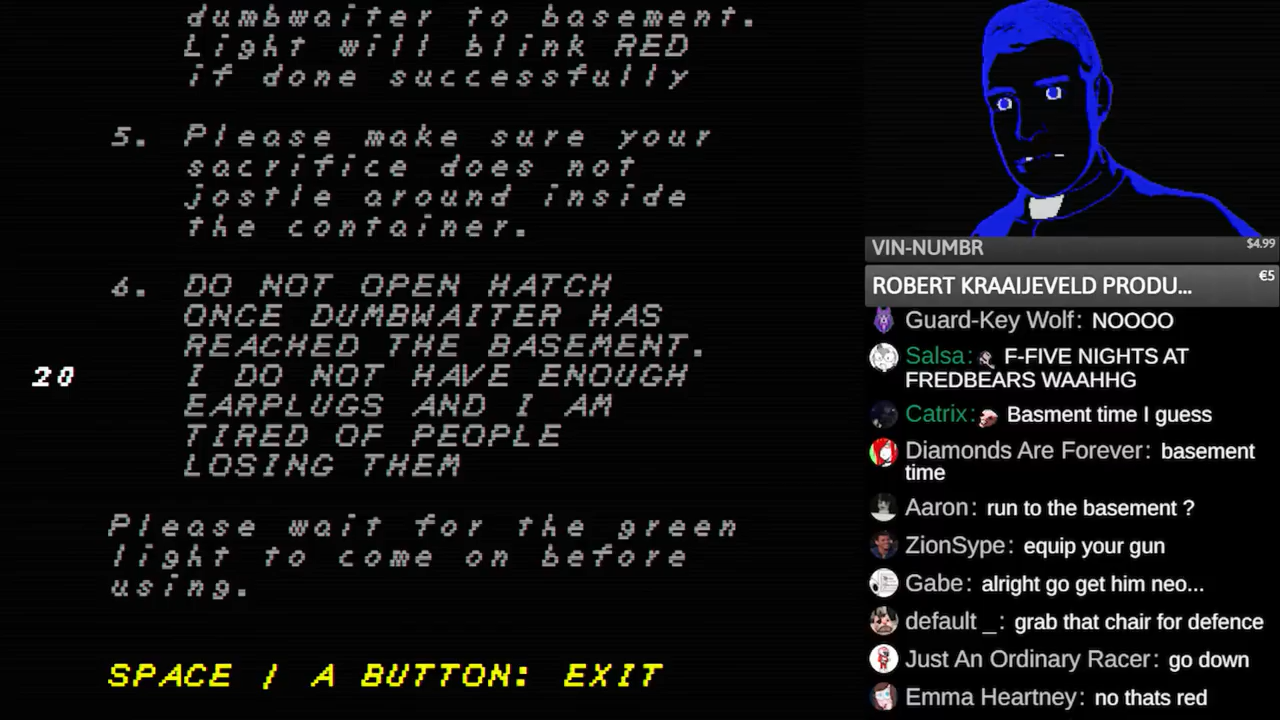 dumbwaiter to basement.
Light will blink RED
if done successfully
5. Please make sure your
sacrifice does not
jostle around inside
the container.
6. DO NOT OPEN HATCH
ONCE DUMBWAITER HAS
REACHED THE BASEMENT.
20 I DO NOT HAVE ENOUGH
EARPLUGS AND I AM
TIRED OF PEOPLE
LOSING THEM
Please wait for the green
light to come on before
using.
SPACE / A BUTTON: EXIT
VIN-NUMBR $4.99
ROBERT KRAAIJEVELD PRODU... €5
Guard-Key Wolf: NOOOO
Salsa: F-FIVE NIGHTS AT
FREDBEARS WAAHHG
Catrix: Basment time I guess
Diamonds Are Forever: basement
time
Aaron: run to the basement ?
ZionSype: equip your gun
Gabe: alright go get him neo...
default _: grab that chair for defence
Just An Ordinary Racer: go down
Emma Heartney: no thats red